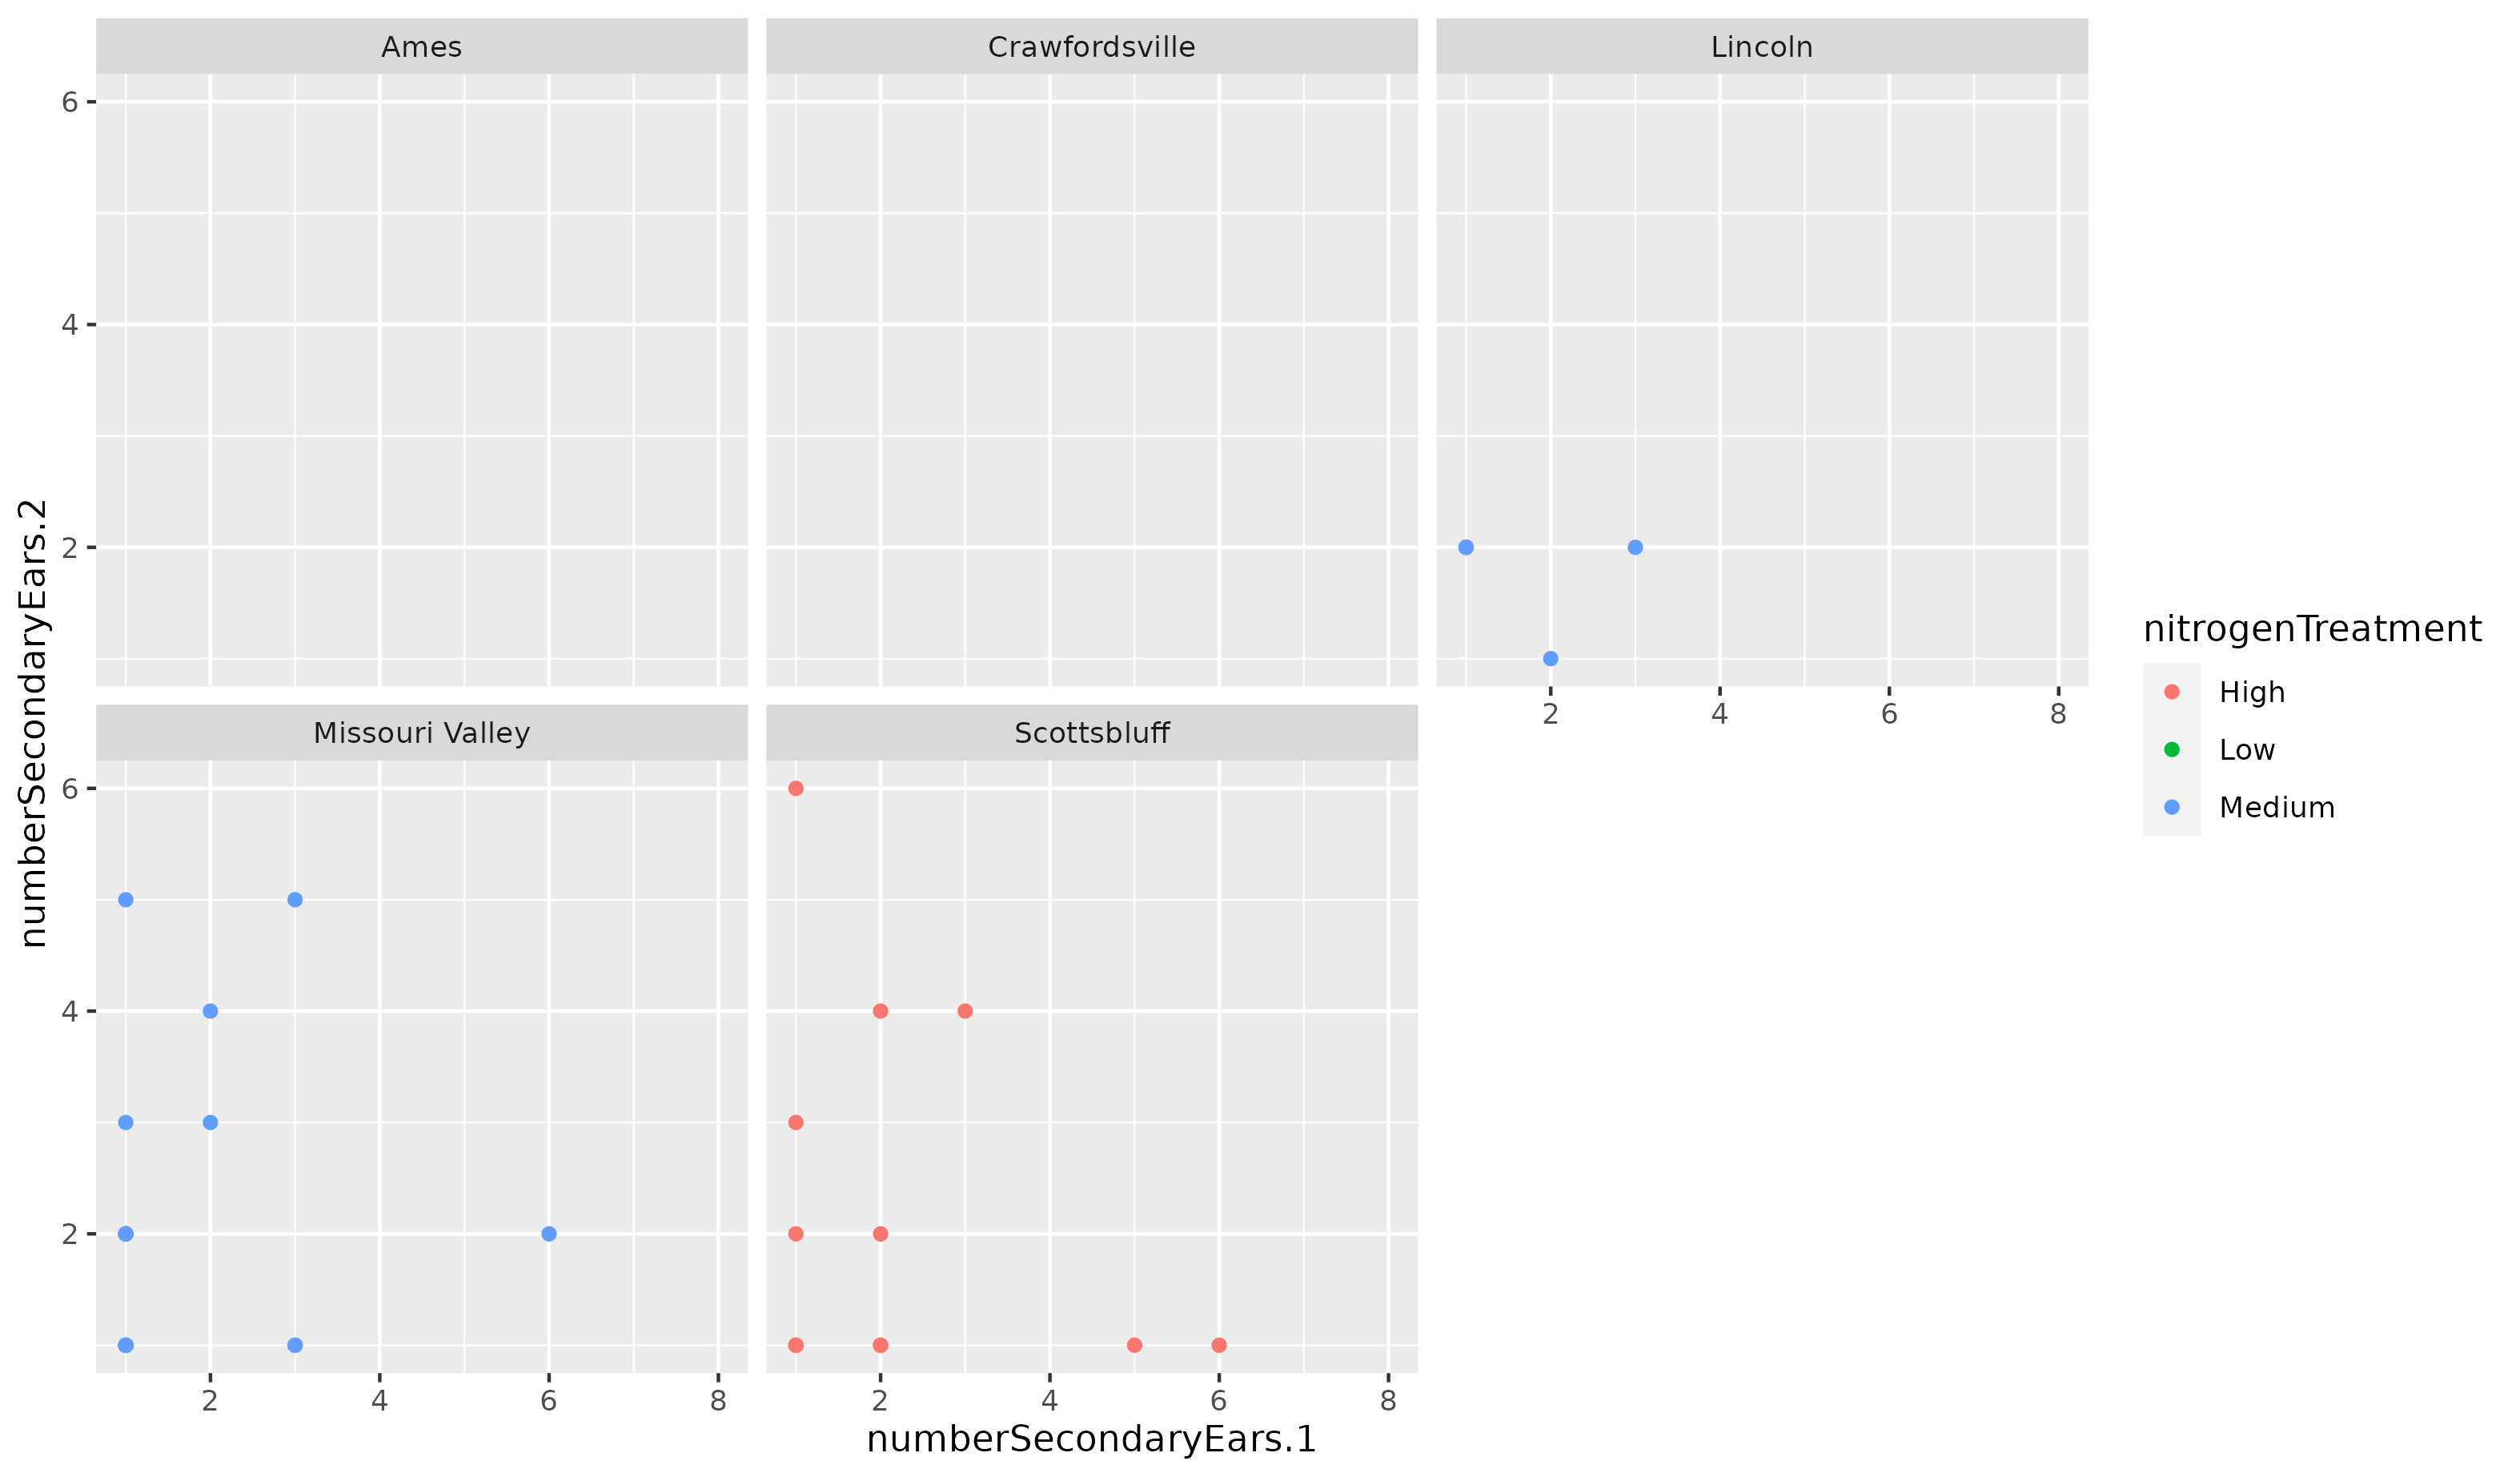 Ames
Crawfordsville
Lincoln
6
4
2
2 4 6 8
Missouri Valley
Scottsbluff
6
4
2
2 4 6 8
2 4 6 8
numberSecondaryEars.1
numberSecondaryEars.2
nitrogenTreatment
High
Low
Medium